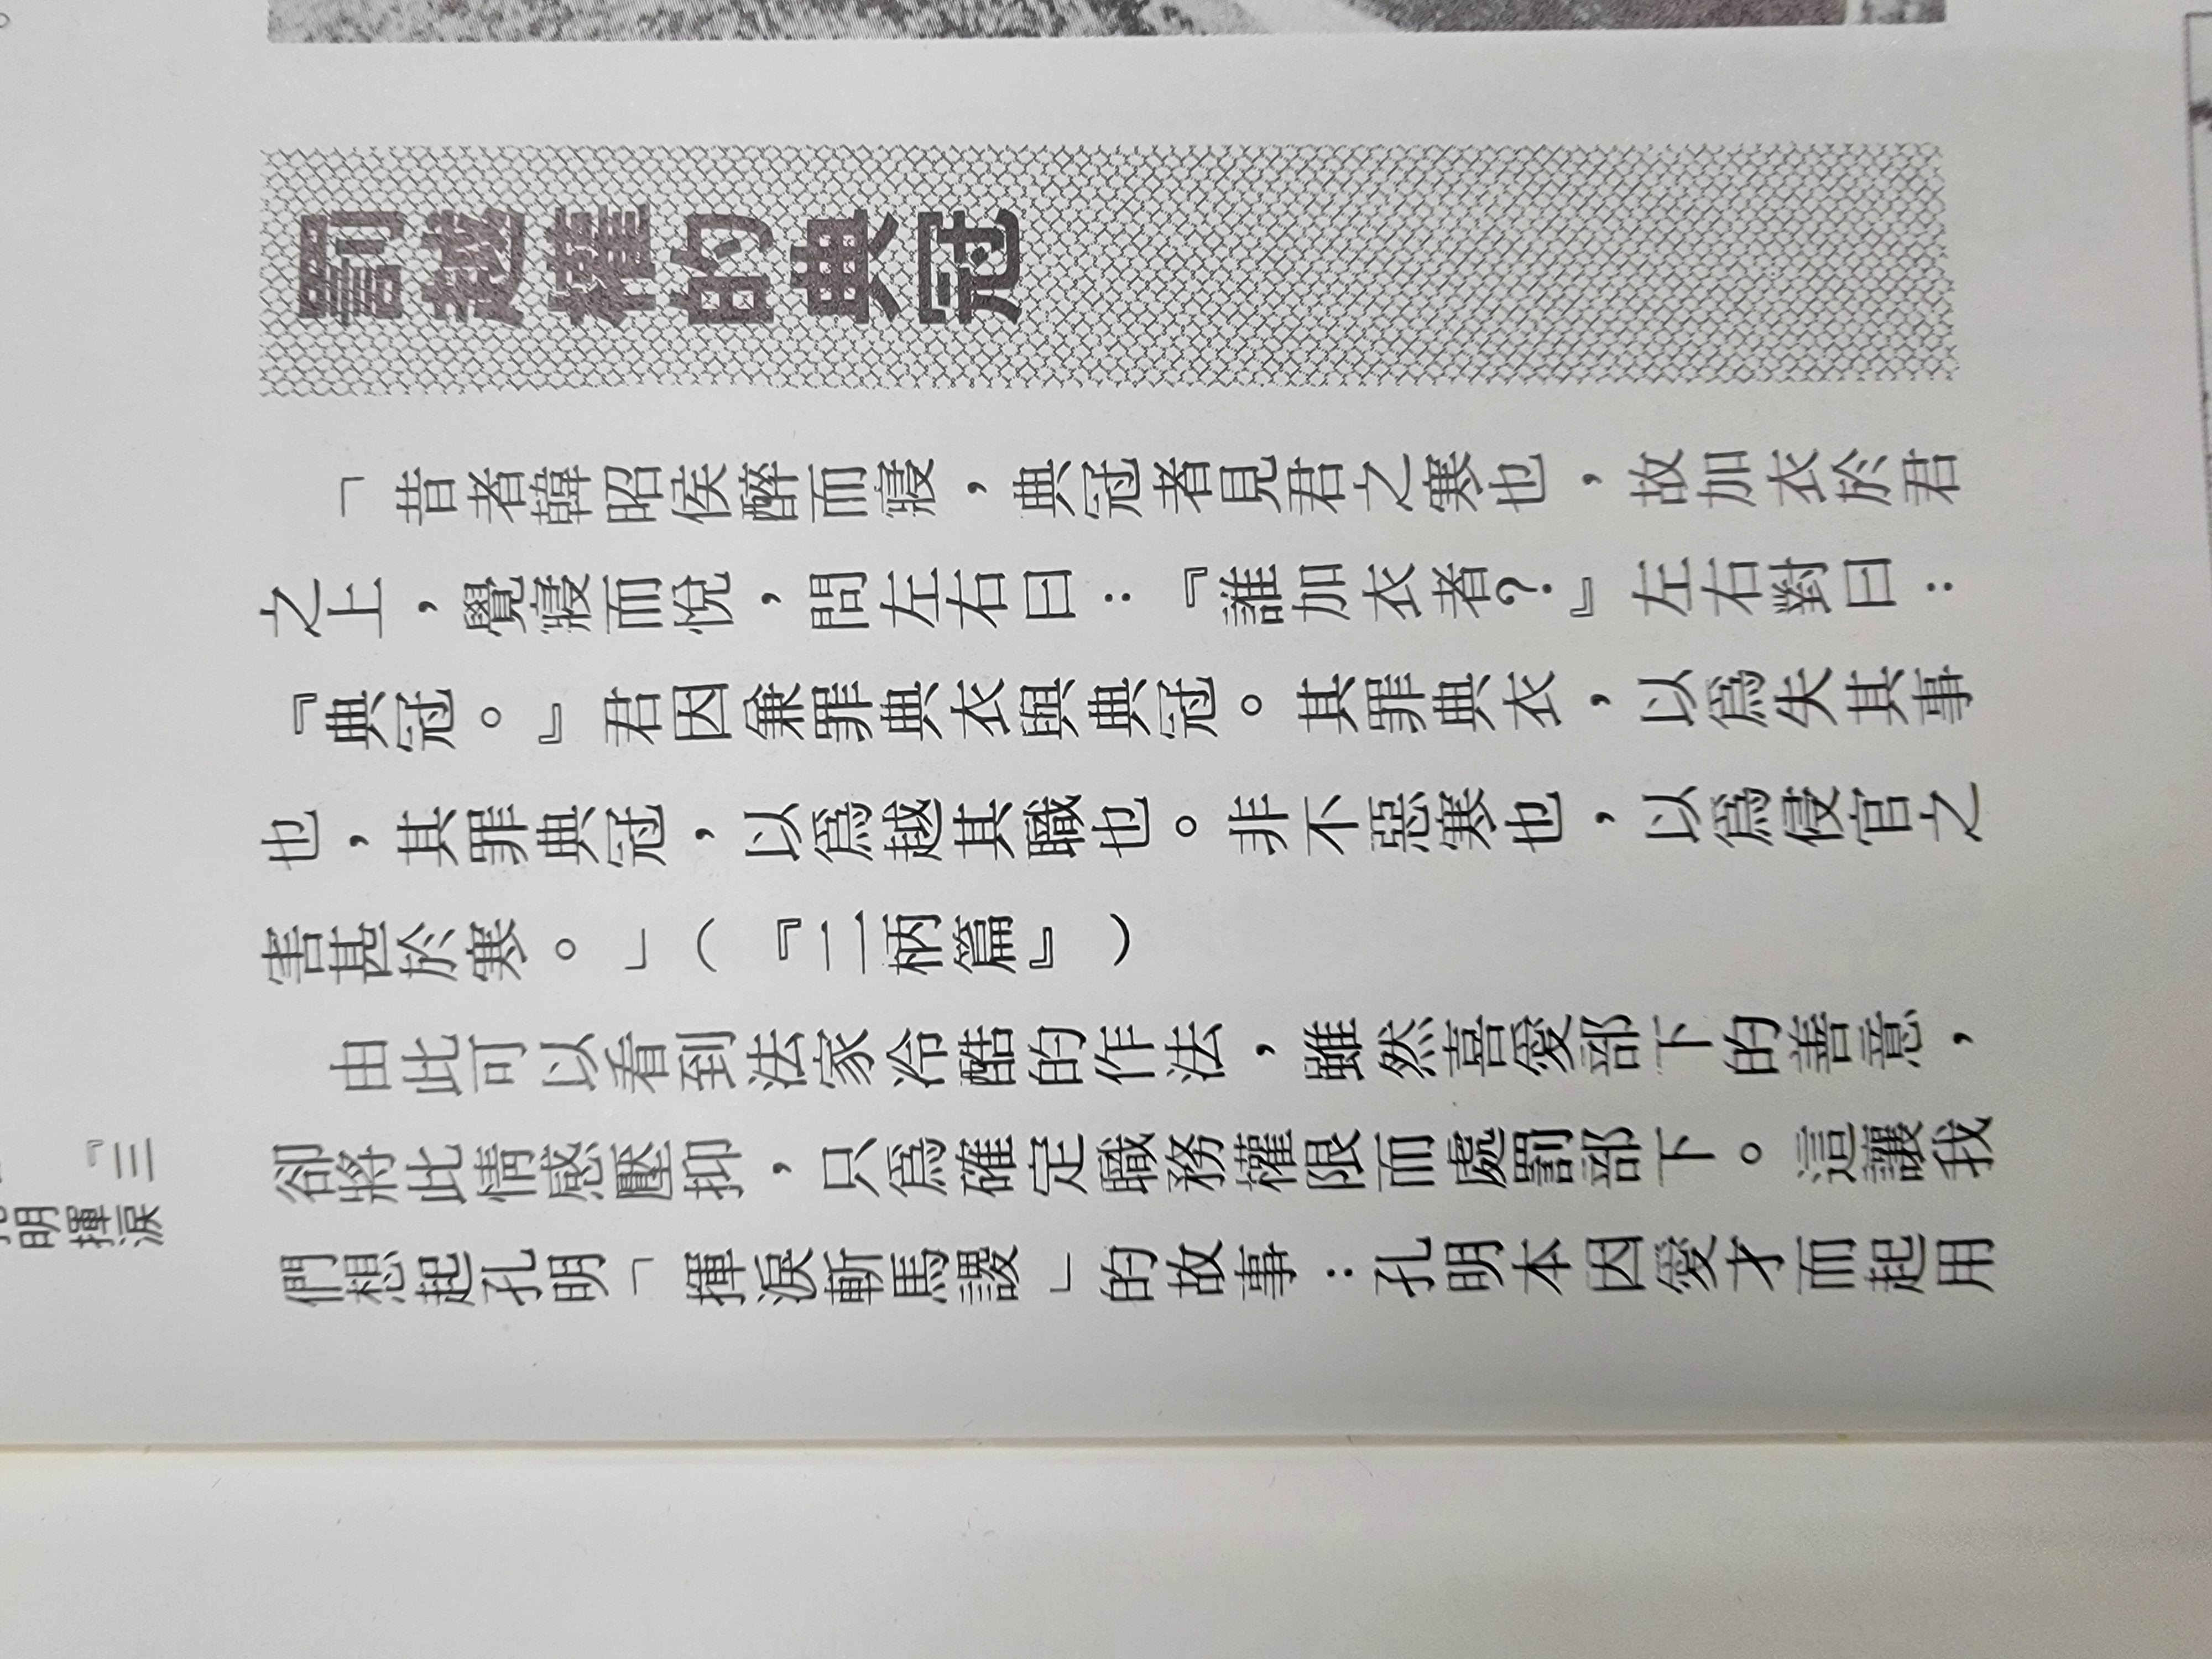 罰越權的典冠
「昔者韓昭侯醉而寢，典冠者見君之寒也，故加衣於君
之上，覺寢而悅，問左右曰：『誰加衣者？』左右對曰：
『典冠。』君因兼罪典衣與典冠。其罪典衣，以爲失其事
也，其罪典冠，以爲越其職也。非不惡寒也，以爲侵官之
害甚於寒。」（『二柄篇』）
由此可以看到法家冷酷的作法，雖然喜愛部下的善意，
卻將此情感壓抑，只爲確定職務權限而處罰部下。這讓我
們想起孔明「揮淚斬馬謖」的故事：孔明本因愛才而起用
『三
明揮淚